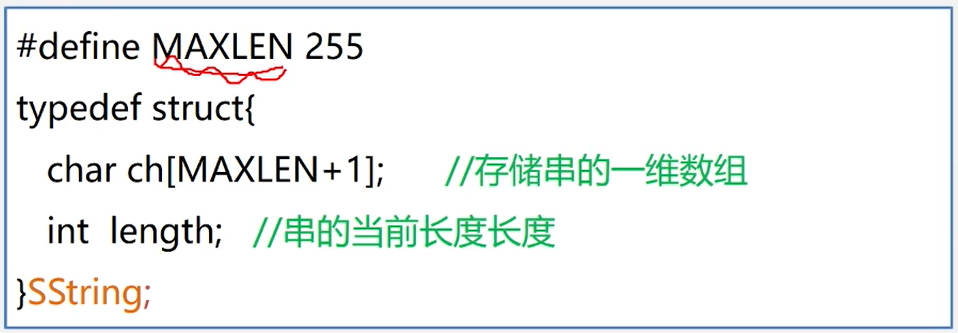 #define MAXLEN 255
typedef struct{
char ch[MAXLEN+1]; //存储串的一维数组
int length; //串的当前长度长度
}SString;